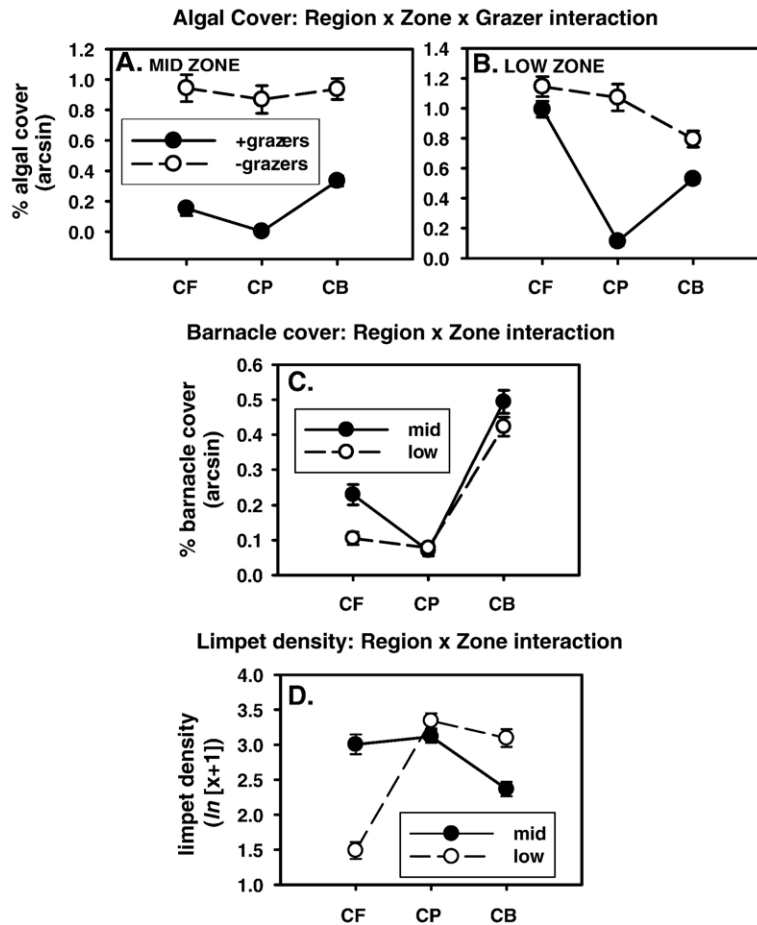 Algal Cover: Region x Zone x Grazer interaction
A. MID ZONE
B. LOW ZONE
% algal cover
(arcsin)
1.2
1.0
0.8
0.6
0.4
0.2
0.0
+grazers
-grazers
CF CP CB
1.4
1.2
1.0
0.8
0.6
0.4
0.2
0.0
CF CP CB
Barnacle cover: Region x Zone interaction
C.
% barnacle cover
(arcsin)
0.6
0.5
0.4
0.3
0.2
0.1
0.0
mid
low
CF CP CB
Limpet density: Region x Zone interaction
D.
limpet density
(ln [x+1])
4.0
3.5
3.0
2.5
2.0
1.5
1.0
mid
low
CF CP CB